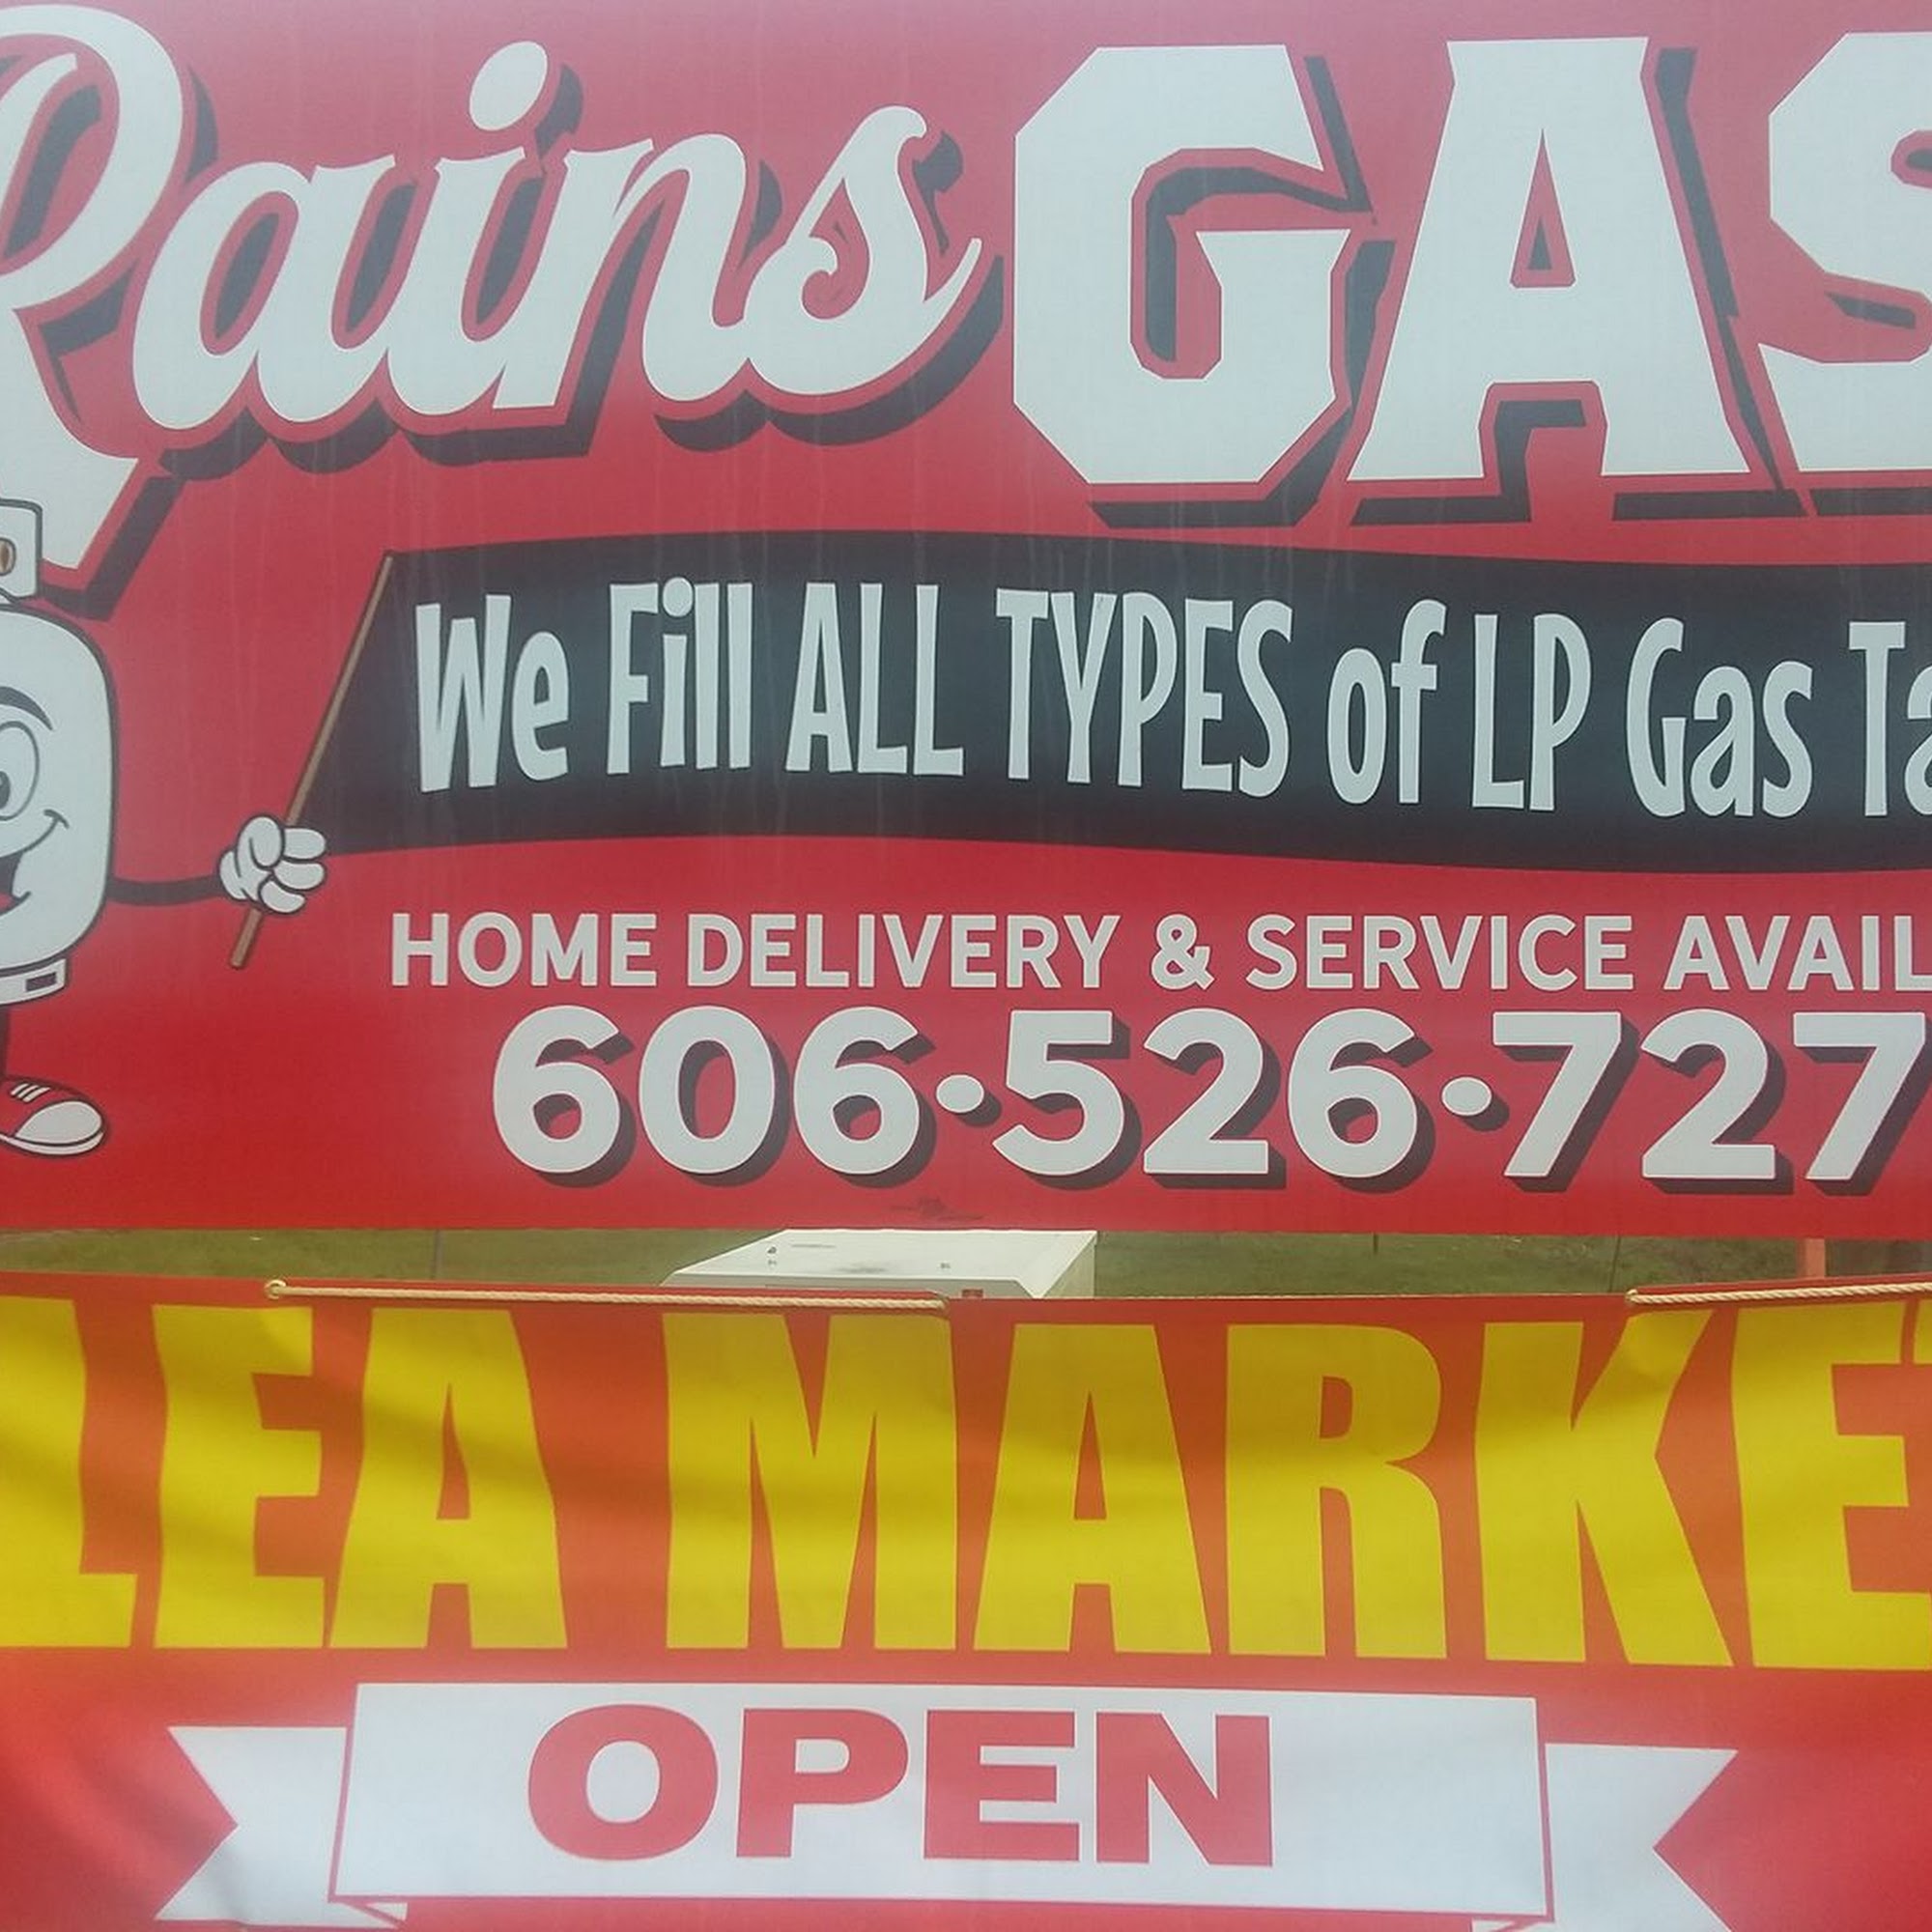 Rains GAS
We Fill ALL TYPES of LP Gas Ta
HOME DELIVERY & SERVICE AVAIL
606·526·727
LEA MARKET
OPEN